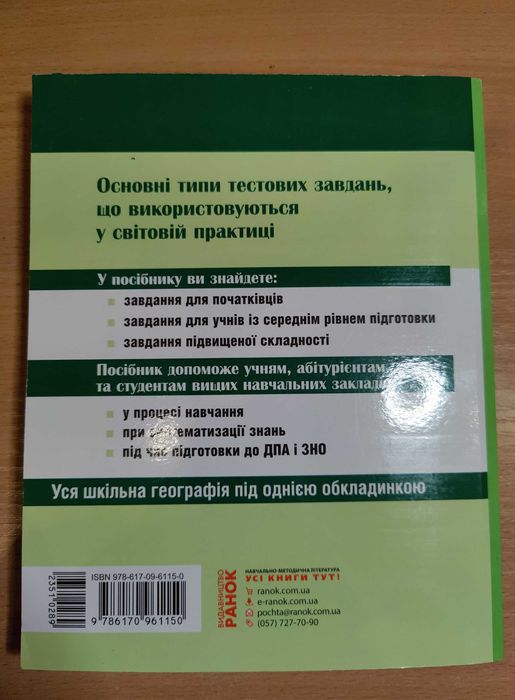 Основні типи тестових завдань,
що використовуються
у світовій практиці
У посібнику ви знайдете:
завдання для початківців
завдання для учнів із середнім рівнем підготовки
завдання підвищеної складності
Посібник допоможе учням, абітурієнтам
та студентам вищих навчальних
у процесі навчання
при систематизації знань
під час підготовки до ДПА і ЗНО
Уся шкільна географія під однією обкладинкою
ISBN 978-617-09-6115-0
23510289
9 786170 961150
ВИДАВНИЦТВО
РАНОК
НАВЧАЛЬНО-МЕТОДИЧНА ЛІТЕРАТУРА
УСІ КНИГИ ТУТ!
ranok.com.ua
e-ranok.com.ua
pochta@ranok.com.ua
(057) 727-70-90